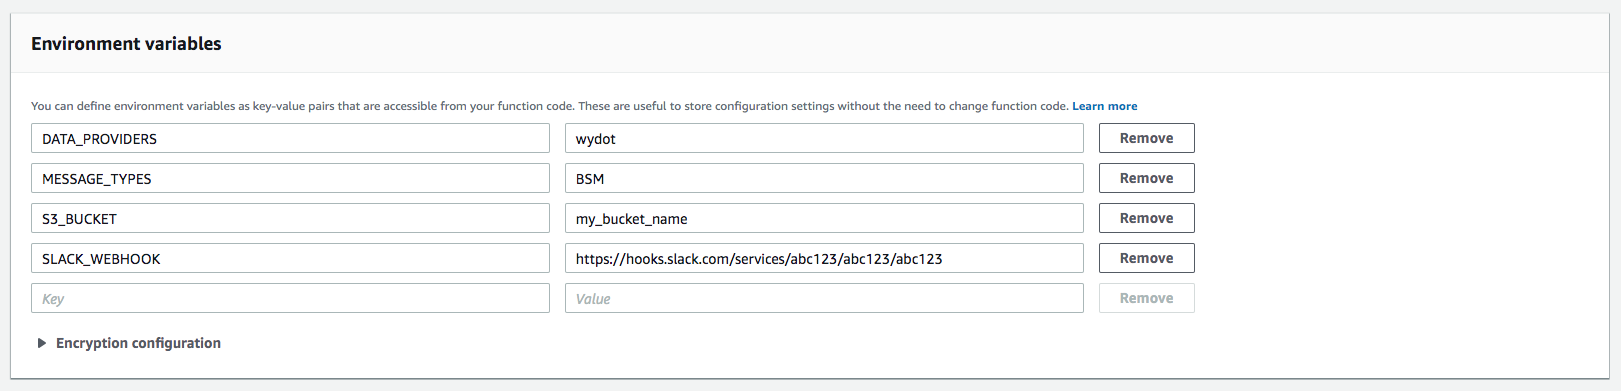 Environment variables
You can define environment variables as key-value pairs that are accessible from your function code. These are useful to store configuration settings without the need to change function code. Learn more
DATA_PROVIDERS wydot Remove
MESSAGE_TYPES BSM Remove
S3_BUCKET my_bucket_name Remove
SLACK_WEBHOOK https://hooks.slack.com/services/abc123/abc123/abc123 Remove
Key Value Remove
Encryption configuration